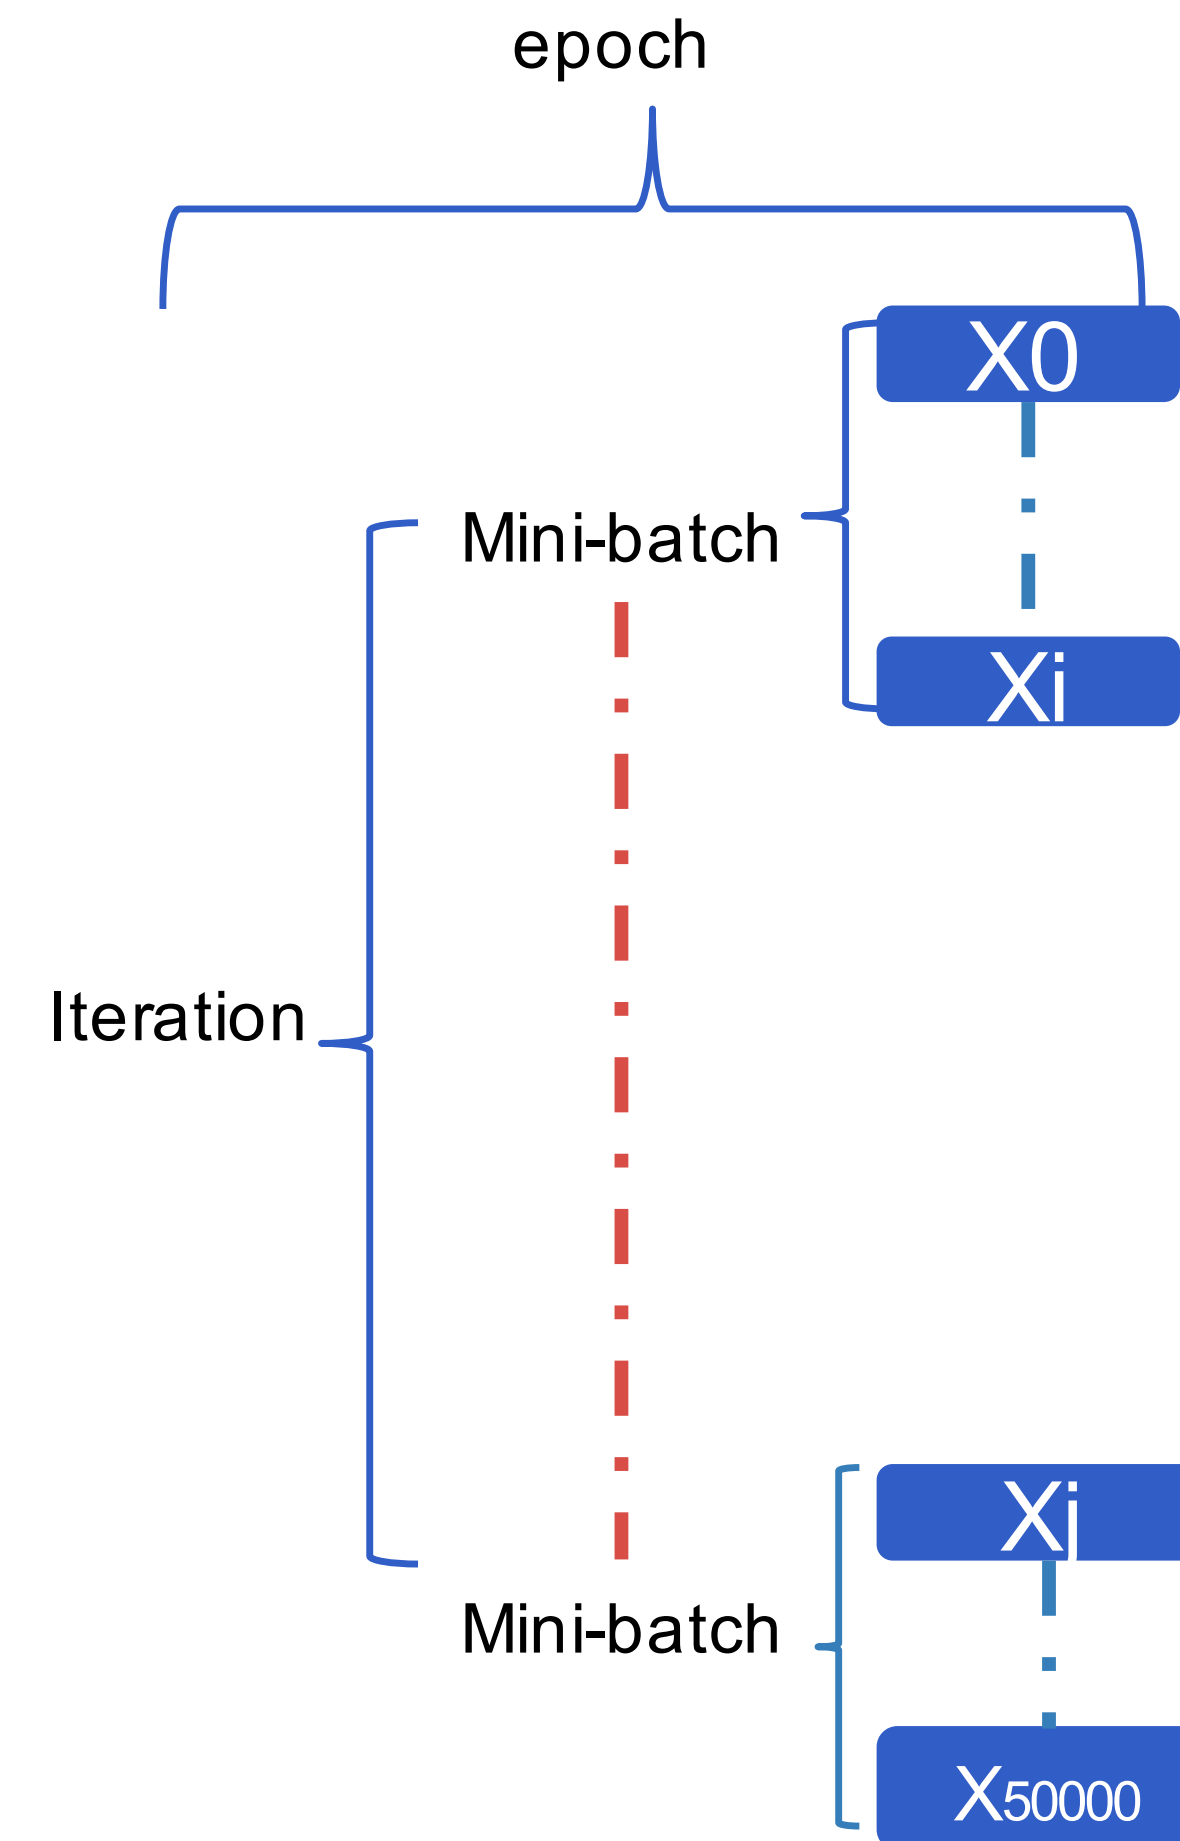 epoch
X0
Mini-batch
Xi
Iteration
Xj
Mini-batch
X50000